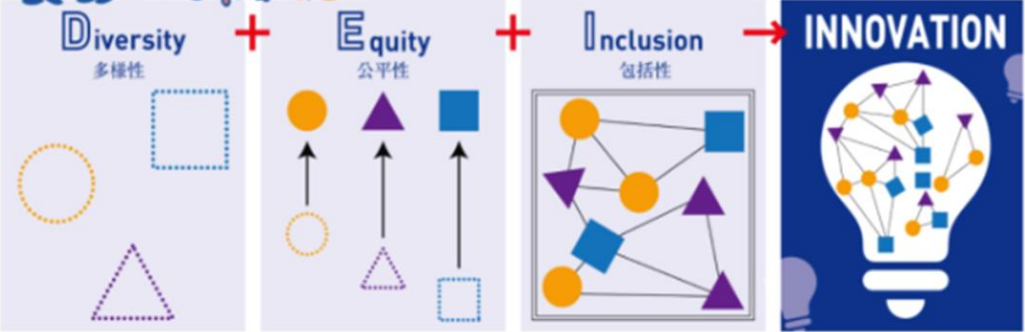 Diversity
多様性
+
Equity
公平性
+
Inclusion
包括性
→
INNOVATION